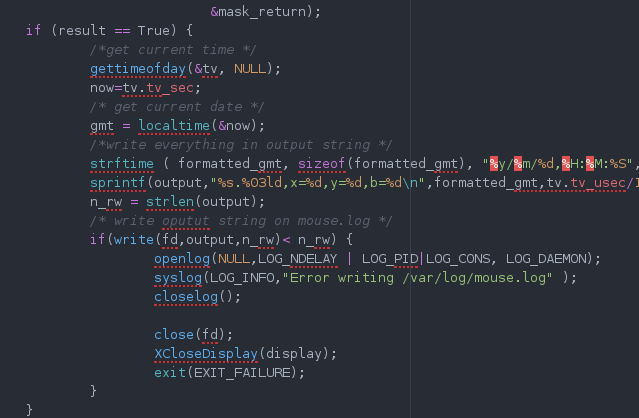 &mask_return);
if (result == True) {
/*get current time */
gettimeofday(&tv, NULL);
now=tv.tv_sec;
/* get current date */
gmt = localtime(&now);
/*write everything in output string */
strftime ( formatted_gmt, sizeof(formatted_gmt), "%y/%m/%d,%H:%M:%S",
sprintf(output,"%s.%03ld,x=%d,y=%d,b=%d\n",formatted_gmt,tv.tv_usec/1
n_rw = strlen(output);
/* write oputut string on mouse.log */
if(write(fd,output,n_rw)< n_rw) {
openlog(NULL,LOG_NDELAY | LOG_PID|LOG_CONS, LOG_DAEMON);
syslog(LOG_INFO,"Error writing /var/log/mouse.log" );
closelog();
close(fd);
XCloseDisplay(display);
exit(EXIT_FAILURE);
}
}